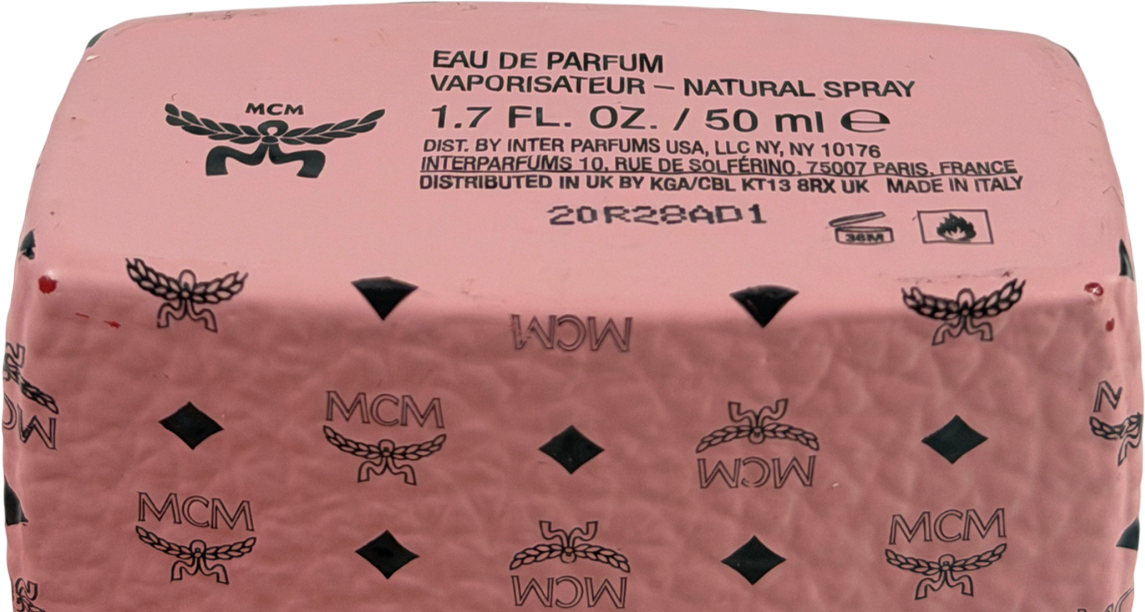 MCM
EAU DE PARFUM
VAPORISATEUR – NATURAL SPRAY
1.7 FL. OZ. / 50 ml ℮
DIST. BY INTER PARFUMS USA, LLC NY, NY 10176
INTERPARFUMS 10, RUE DE SOLFÉRINO, 75007 PARIS, FRANCE
DISTRIBUTED IN UK BY KGA/CBL KT13 8RX UK MADE IN ITALY
20R28AD1
36M
MCM
MCM
MCM
MCM
MCM
MCM